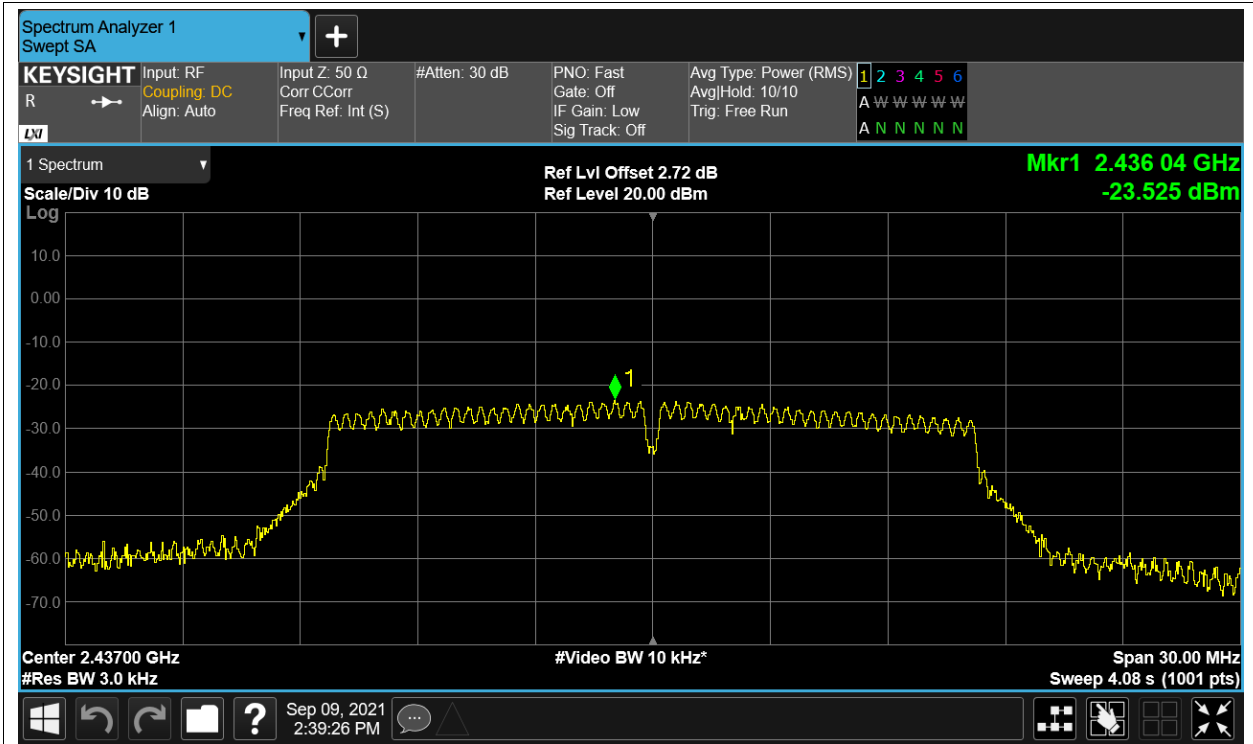 Spectrum Analyzer 1
Swept SA
KEYSIGHT
R
LXI
Input: RF
Coupling: DC
Align: Auto
Input Z: 50 Ω
Corr CCorr
Freq Ref: Int (S)
#Atten: 30 dB
PNO: Fast
Gate: Off
IF Gain: Low
Sig Track: Off
Avg Type: Power (RMS)
Avg|Hold: 10/10
Trig: Free Run
1 2 3 4 5 6
A W W W W W
A N N N N N
1 Spectrum
Scale/Div 10 dB
Log
Ref Lvl Offset 2.72 dB
Ref Level 20.00 dBm
Mkr1 2.436 04 GHz
-23.525 dBm
10.0
0.00
-10.0
-20.0
-30.0
-40.0
-50.0
-60.0
-70.0
1
Center 2.43700 GHz
#Res BW 3.0 kHz
#Video BW 10 kHz*
Span 30.00 MHz
Sweep 4.08 s (1001 pts)
?
Sep 09, 2021
2:39:26 PM